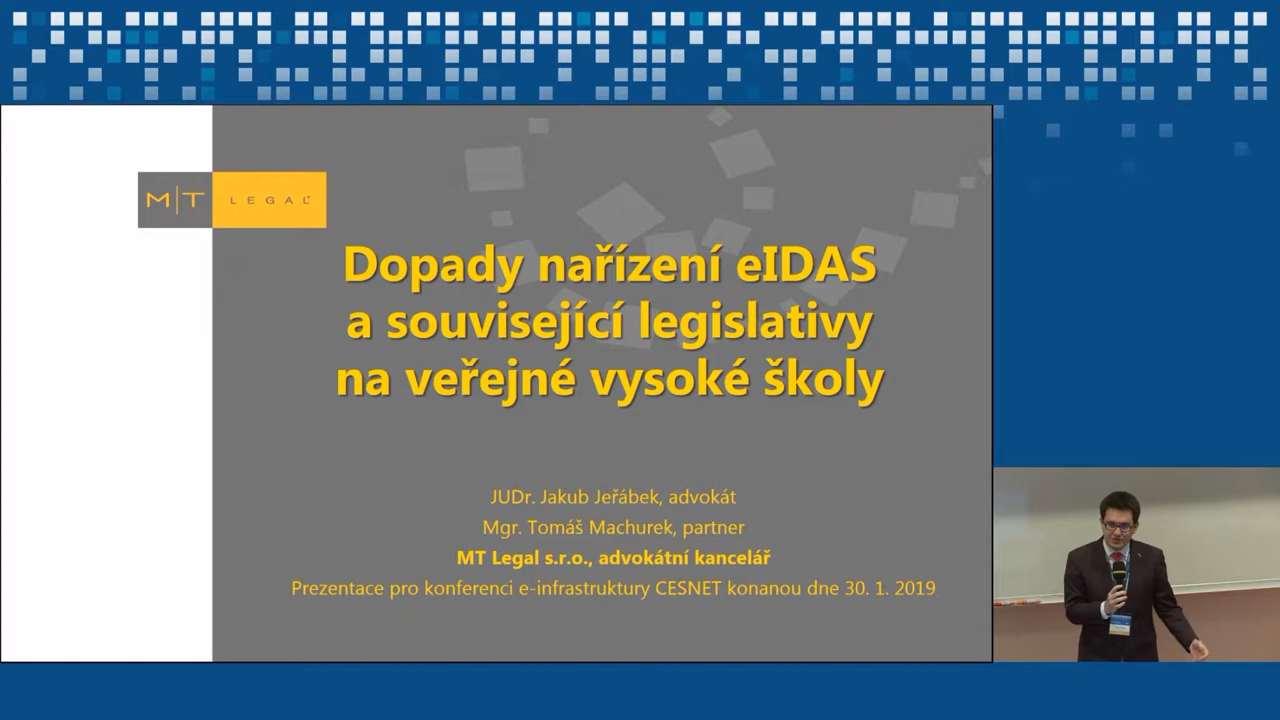 M|T LEGAL
Dopady nařízení eIDAS
a související legislativy
na veřejné vysoké školy
JUDr. Jakub Jeřábek, advokát
Mgr. Tomáš Machurek, partner
MT Legal s.r.o., advokátní kancelář
Prezentace pro konferenci e-infrastruktury CESNET konanou dne 30. 1. 2019